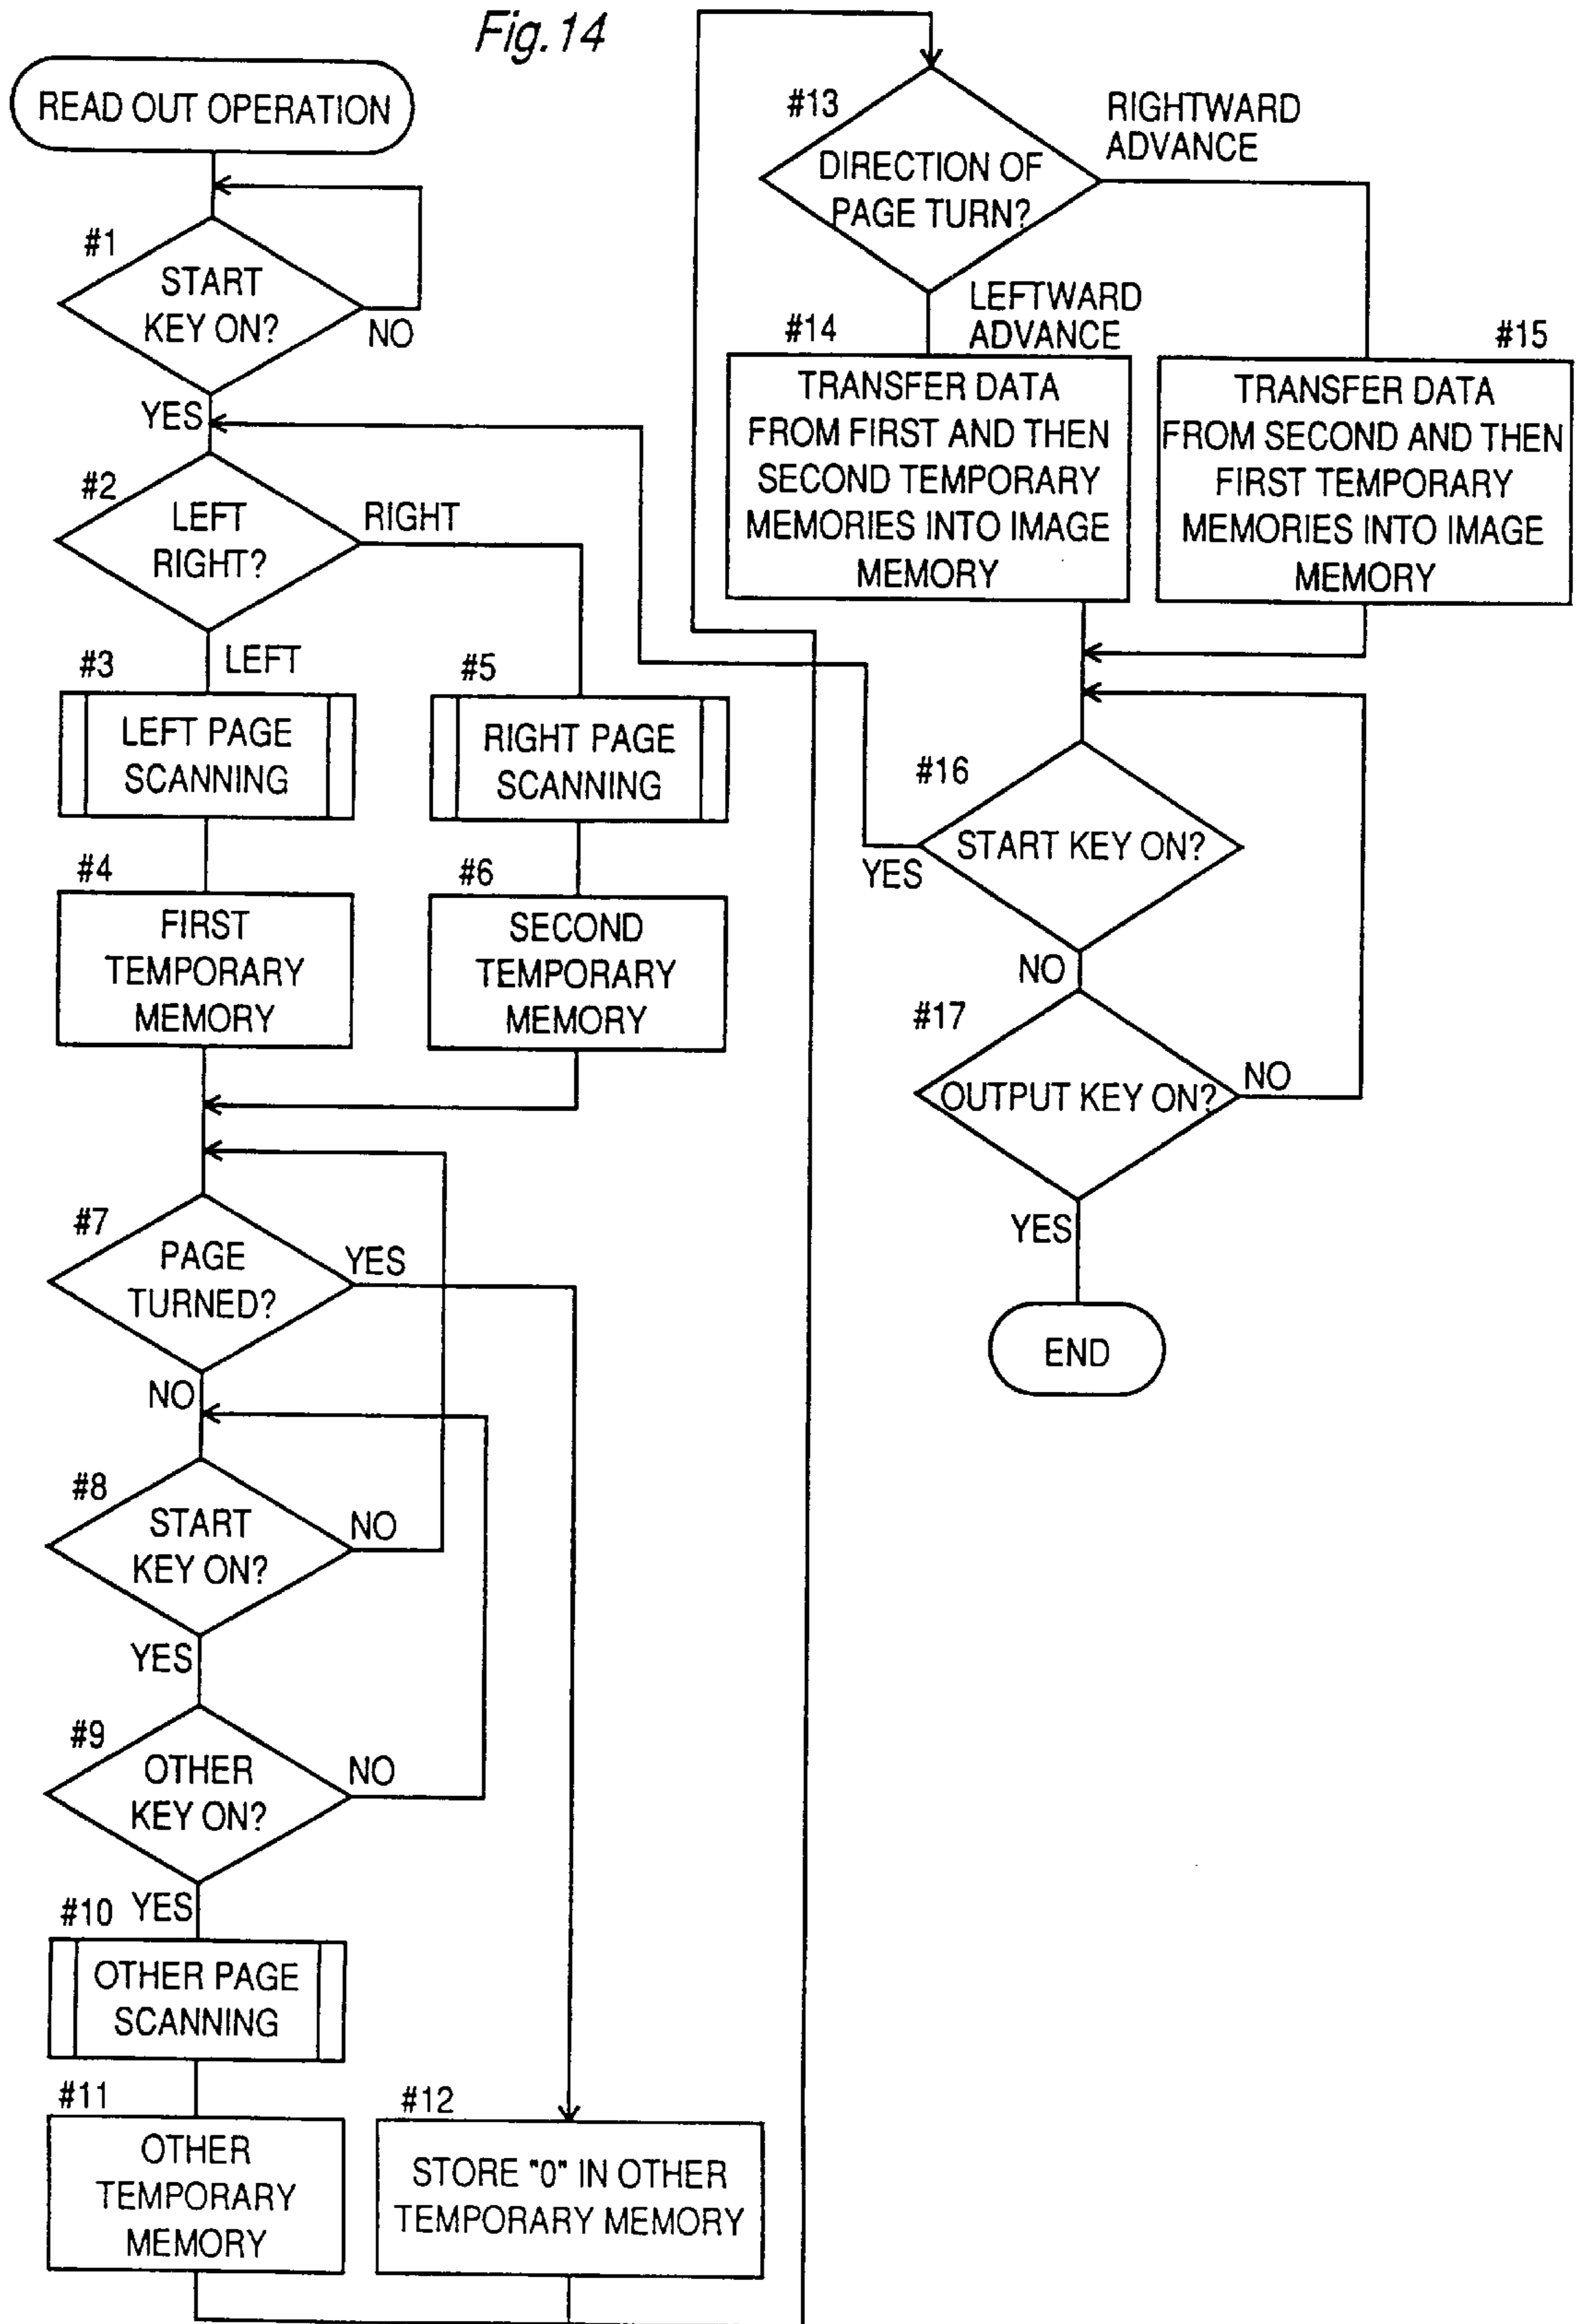 Fig.14
READ OUT OPERATION
#1
START
KEY ON?
NO
YES
#2
LEFT
RIGHT?
RIGHT
LEFT
#3
LEFT PAGE
SCANNING
#5
RIGHT PAGE
SCANNING
#4
FIRST
TEMPORARY
MEMORY
#6
SECOND
TEMPORARY
MEMORY
#7
PAGE
TURNED?
YES
NO
#8
START
KEY ON?
NO
YES
#9
OTHER
KEY ON?
NO
YES
#10
OTHER PAGE
SCANNING
#11
OTHER
TEMPORARY
MEMORY
#12
STORE "0" IN OTHER
TEMPORARY MEMORY
#13
DIRECTION OF
PAGE TURN?
RIGHTWARD
ADVANCE
LEFTWARD
ADVANCE
#14
TRANSFER DATA
FROM FIRST AND THEN
SECOND TEMPORARY
MEMORIES INTO IMAGE
MEMORY
#15
TRANSFER DATA
FROM SECOND AND THEN
FIRST TEMPORARY
MEMORIES INTO IMAGE
MEMORY
#16
START KEY ON?
YES
NO
#17
OUTPUT KEY ON?
NO
YES
END